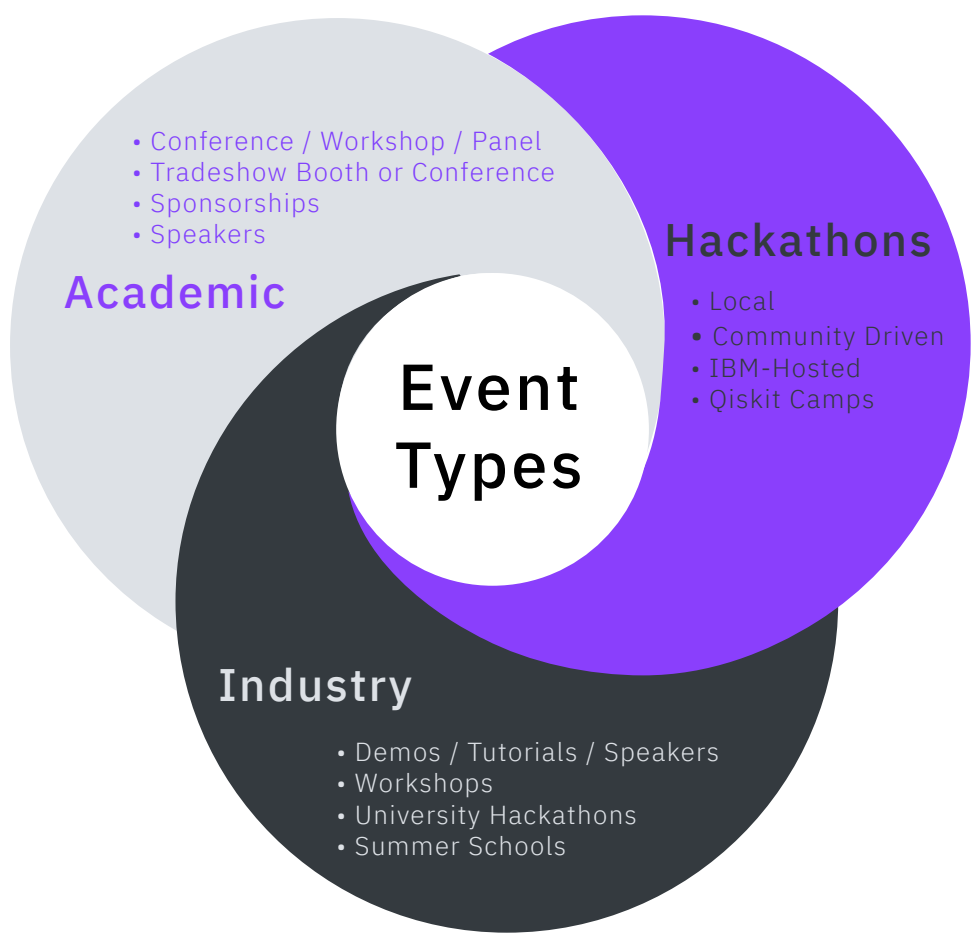 • Conference / Workshop / Panel
• Tradeshow Booth or Conference
• Sponsorships
• Speakers
Academic
Hackathons
• Local
• Community Driven
• IBM-Hosted
• Qiskit Camps
Event
Types
Industry
• Demos / Tutorials / Speakers
• Workshops
• University Hackathons
• Summer Schools